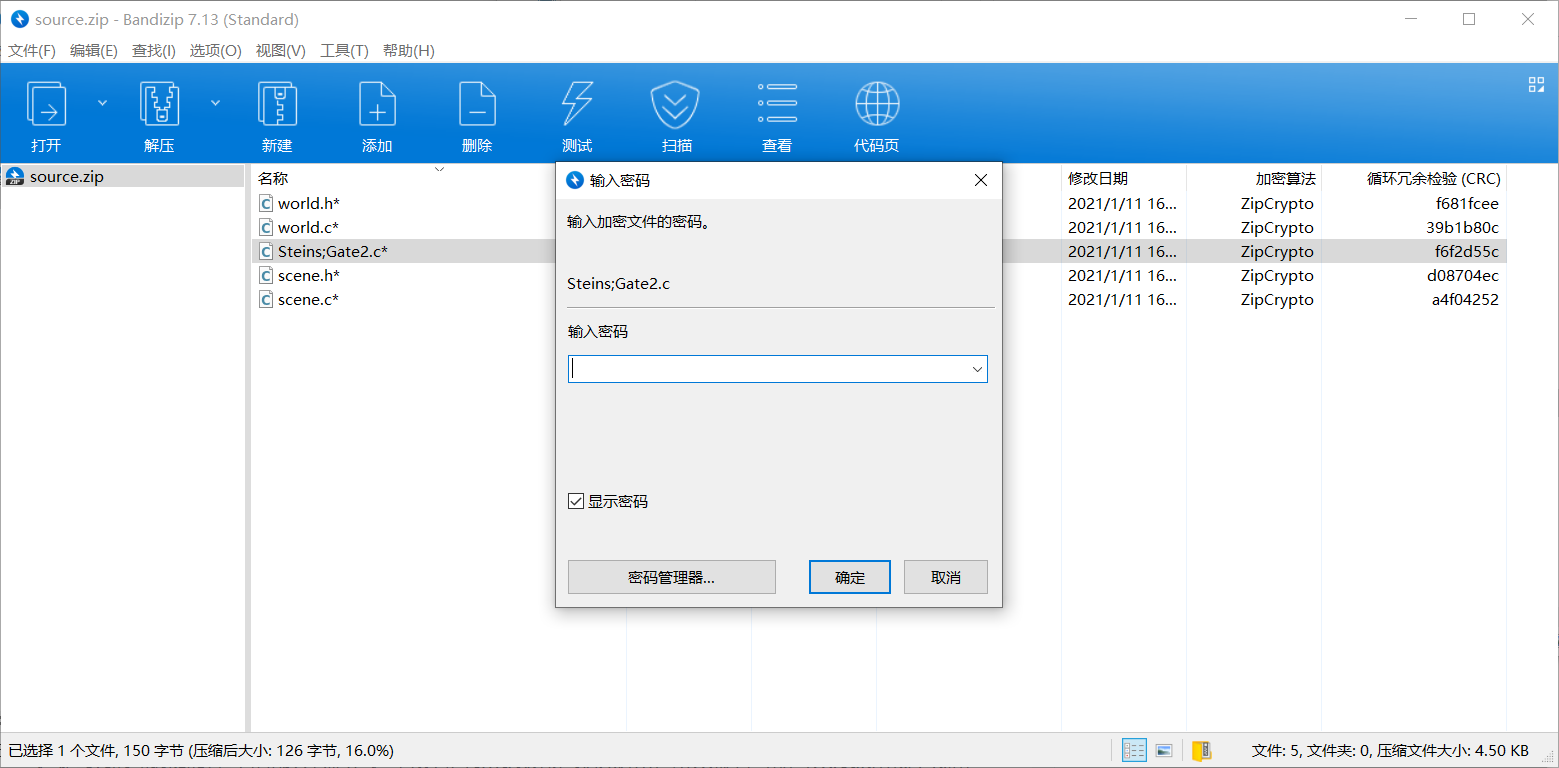 source.zip - Bandizip 7.13 (Standard)
文件(F) 编辑(E) 查找(I) 选项(O) 视图(V) 工具(T) 帮助(H)
打开 解压 新建 添加 删除 测试 扫描 查看 代码页
source.zip
名称 修改日期 加密算法 循环冗余检验 (CRC)
world.h* 2021/1/11 16... ZipCrypto f681fcee
world.c* 2021/1/11 16... ZipCrypto 39b1b80c
Steins;Gate2.c* 2021/1/11 16... ZipCrypto f6f2d55c
scene.h* 2021/1/11 16... ZipCrypto d08704ec
scene.c* 2021/1/11 16... ZipCrypto a4f04252
输入密码
输入加密文件的密码。
Steins;Gate2.c
输入密码
显示密码
密码管理器... 确定 取消
已选择 1 个文件, 150 字节 (压缩后大小: 126 字节, 16.0%)
文件: 5, 文件夹: 0, 压缩文件大小: 4.50 KB